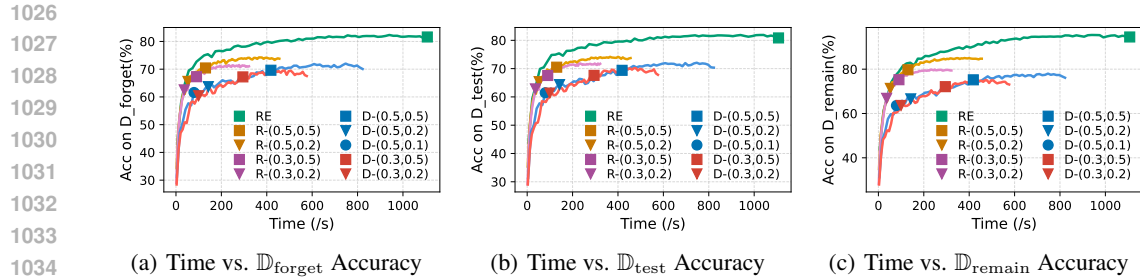 1026
1027
1028
1029
1030
1031
1032
1033
1034
Acc on D_forget(%)
80
70
60
50
40
30
0 200 400 600 800 1000
Time (/s)
RE
R-(0.5,0.5)
R-(0.5,0.2)
R-(0.3,0.5)
R-(0.3,0.2)
D-(0.5,0.5)
D-(0.5,0.2)
D-(0.5,0.1)
D-(0.3,0.5)
D-(0.3,0.2)
(a) Time vs. 𝔻forget Accuracy
Acc on D_test(%)
80
70
60
50
40
30
0 200 400 600 800 1000
Time (/s)
RE
R-(0.5,0.5)
R-(0.5,0.2)
R-(0.3,0.5)
R-(0.3,0.2)
D-(0.5,0.5)
D-(0.5,0.2)
D-(0.5,0.1)
D-(0.3,0.5)
D-(0.3,0.2)
(b) Time vs. 𝔻test Accuracy
Acc on D_remain(%)
80
60
40
0 200 400 600 800 1000
Time (/s)
RE
R-(0.5,0.5)
R-(0.5,0.2)
R-(0.3,0.5)
R-(0.3,0.2)
D-(0.5,0.5)
D-(0.5,0.2)
D-(0.5,0.1)
D-(0.3,0.5)
D-(0.3,0.2)
(c) Time vs. 𝔻remain Accuracy